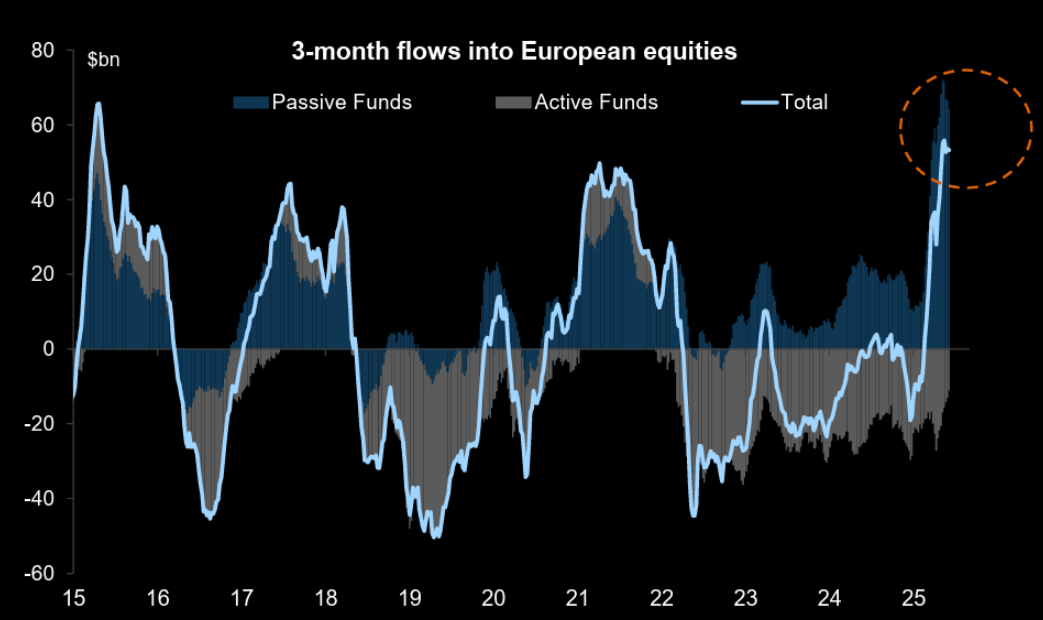 3-month flows into European equities
$bn
Passive Funds Active Funds Total
80
60
40
20
0
-20
-40
-60
15 16 17 18 19 20 21 22 23 24 25